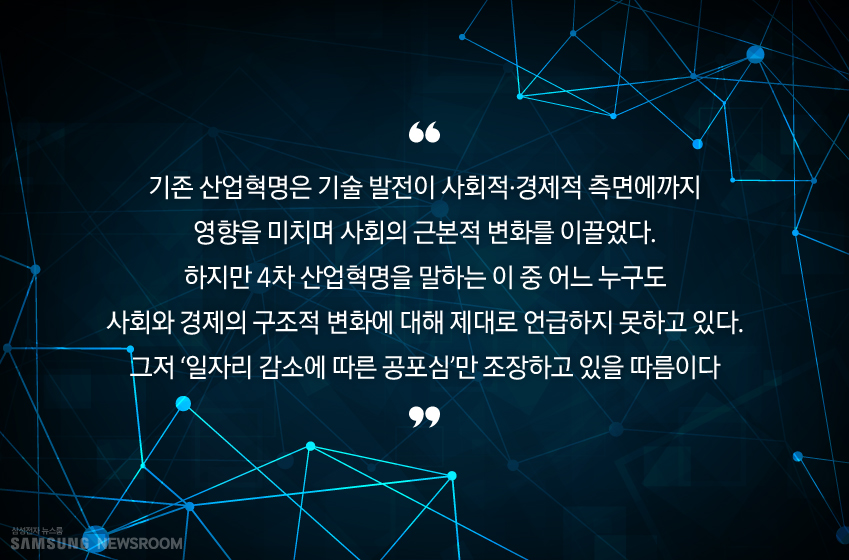 “
기존 산업혁명은 기술 발전이 사회적·경제적 측면에까지
영향을 미치며 사회의 근본적 변화를 이끌었다.
하지만 4차 산업혁명을 말하는 이 중 어느 누구도
사회와 경제의 구조적 변화에 대해 제대로 언급하지 못하고 있다.
그저 ‘일자리 감소에 따른 공포심’만 조장하고 있을 따름이다
”
삼성전자 뉴스룸
SAMSUNG NEWSROOM